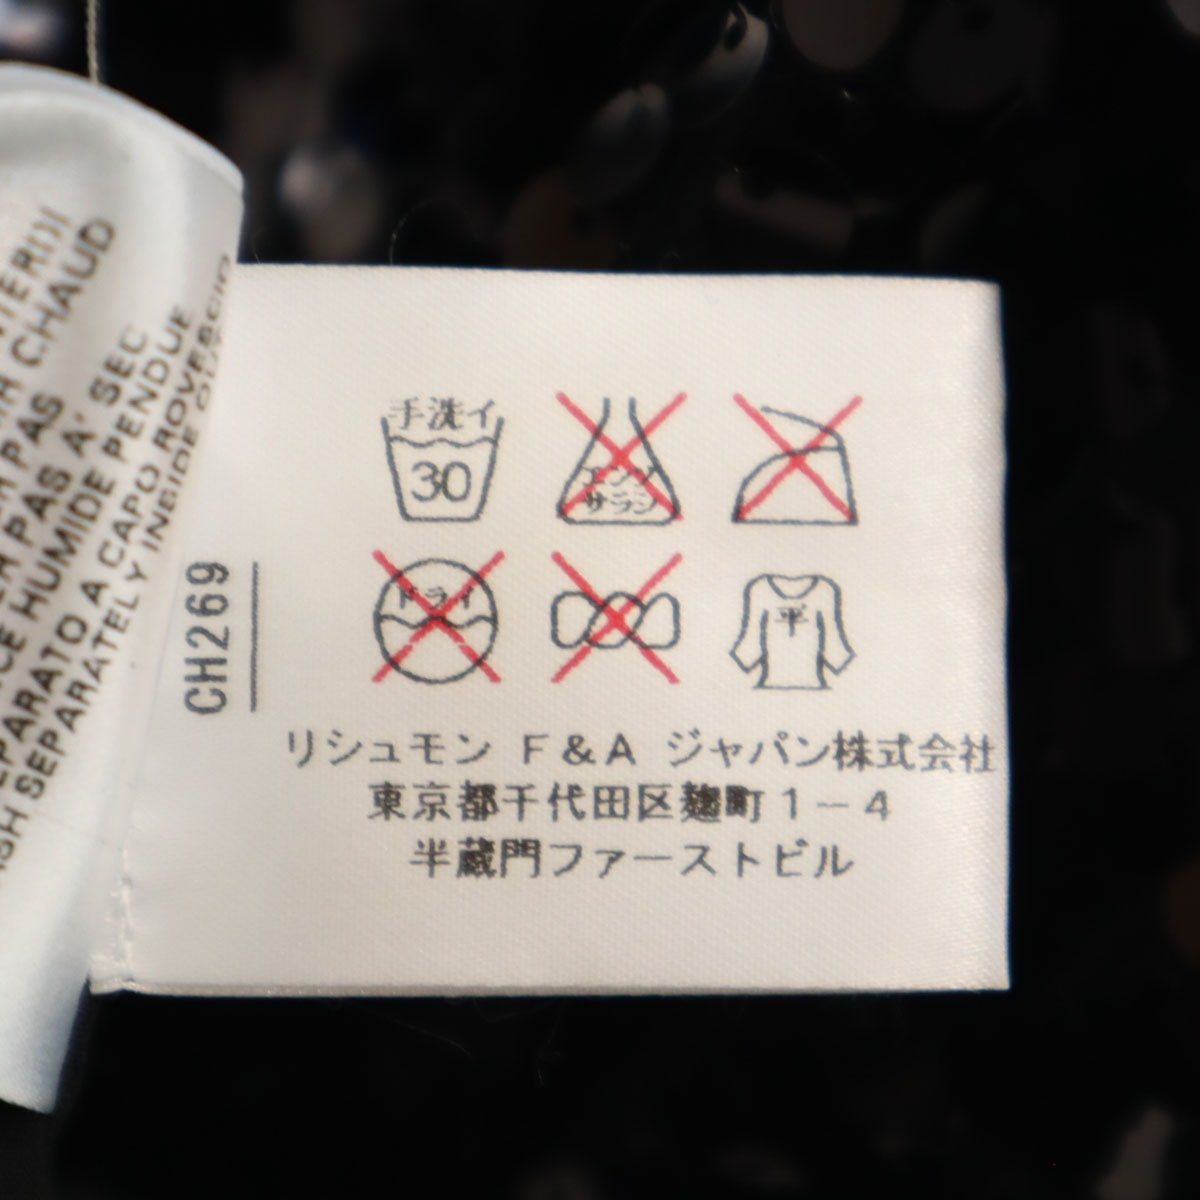 INTERDI
CHAUD
PAS
PAS A' SEC
HUMIDE PENDUE
A CAPO ROVESCIO
SEPARATELY INSIDE OUT
CH269
手洗イ
30
エンソ
サラシ
ドライ
平
リシュモン F&A ジャパン株式会社
東京都千代田区麹町1-4
半蔵門ファーストビル